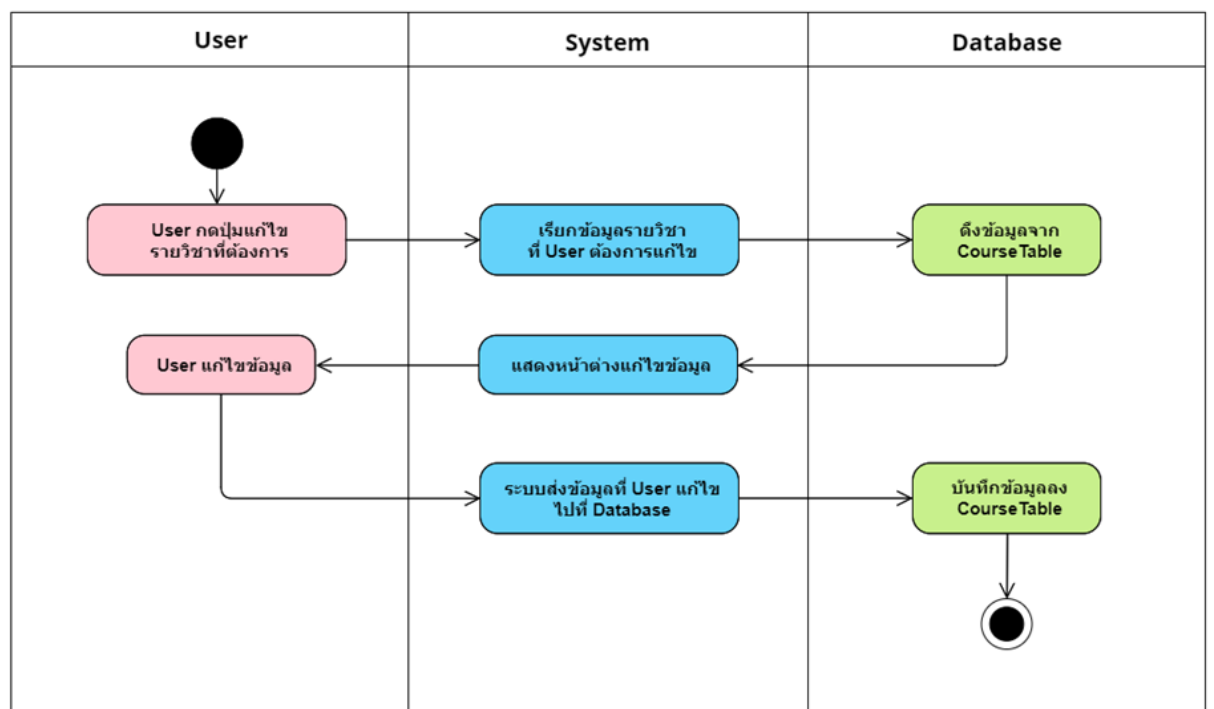 User
System
Database
User กดปุ่มแก้ไข
รายวิชาที่ต้องการ
เรียกข้อมูลรายวิชา
ที่ User ต้องการแก้ไข
ดึงข้อมูลจาก
CourseTable
User แก้ไขข้อมูล
แสดงหน้าต่างแก้ไขข้อมูล
ระบบส่งข้อมูลที่ User แก้ไข
ไปที่ Database
บันทึกข้อมูลลง
CourseTable